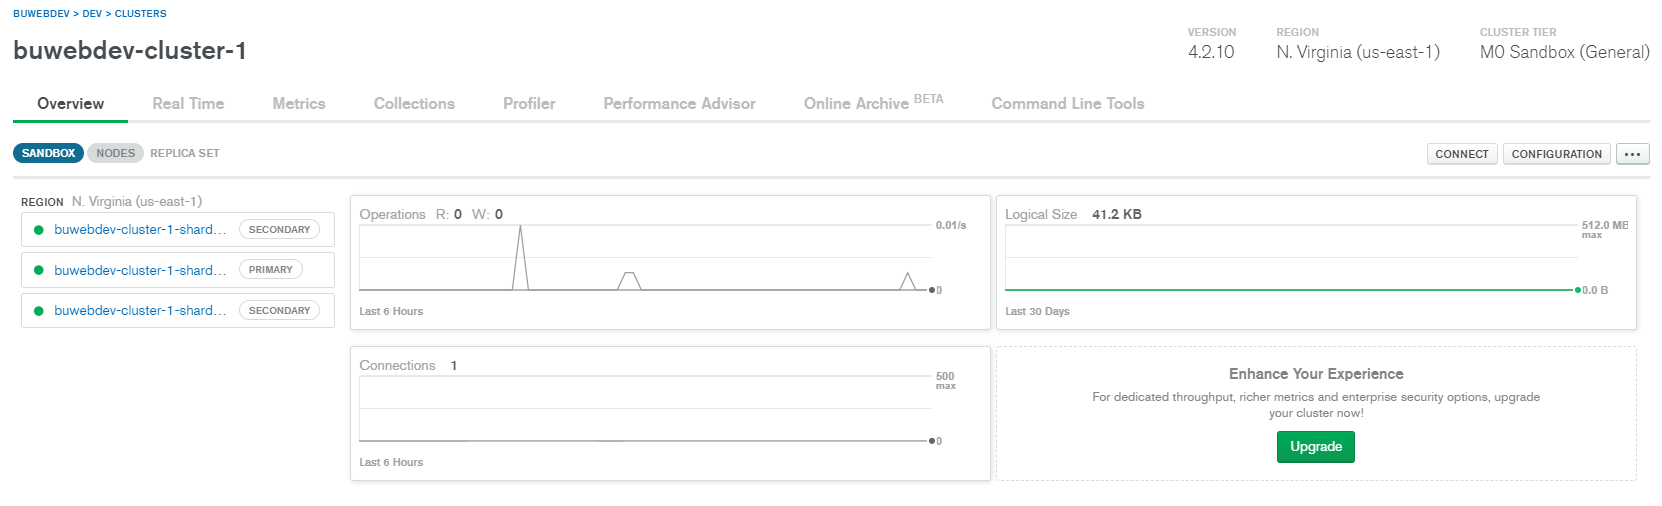 BUWEBDEV > DEV > CLUSTERS
buwebdev-cluster-1
VERSION
4.2.10
REGION
N. Virginia (us-east-1)
CLUSTER TIER
M0 Sandbox (General)
Overview Real Time Metrics Collections Profiler Performance Advisor Online Archive BETA Command Line Tools
SANDBOX NODES REPLICA SET
CONNECT CONFIGURATION ...
REGION N. Virginia (us-east-1)
buwebdev-cluster-1-shard... SECONDARY
buwebdev-cluster-1-shard... PRIMARY
buwebdev-cluster-1-shard... SECONDARY
Operations R: 0 W: 0
0.01/s
0
Last 6 Hours
Logical Size 41.2 KB
512.0 MB
max
0.0 B
Last 30 Days
Connections 1
500
max
0
Last 6 Hours
Enhance Your Experience
For dedicated throughput, richer metrics and enterprise security options, upgrade
your cluster now!
Upgrade